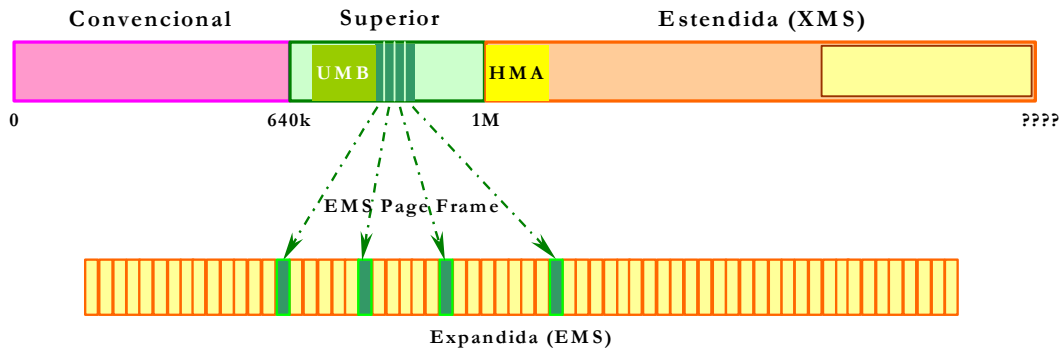 Convencional Superior Estendida (XMS)
UMB HMA
0 640k 1M ????
EMS Page Frame
Expandida (EMS)